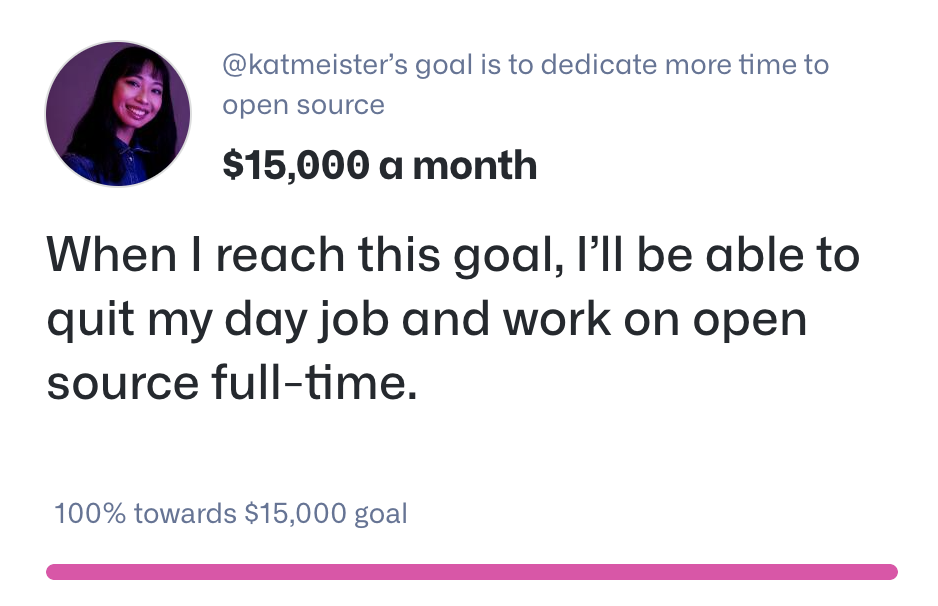 @katmeister’s goal is to dedicate more time to
open source
$15,000 a month
When I reach this goal, I’ll be able to
quit my day job and work on open
source full-time.
100% towards $15,000 goal